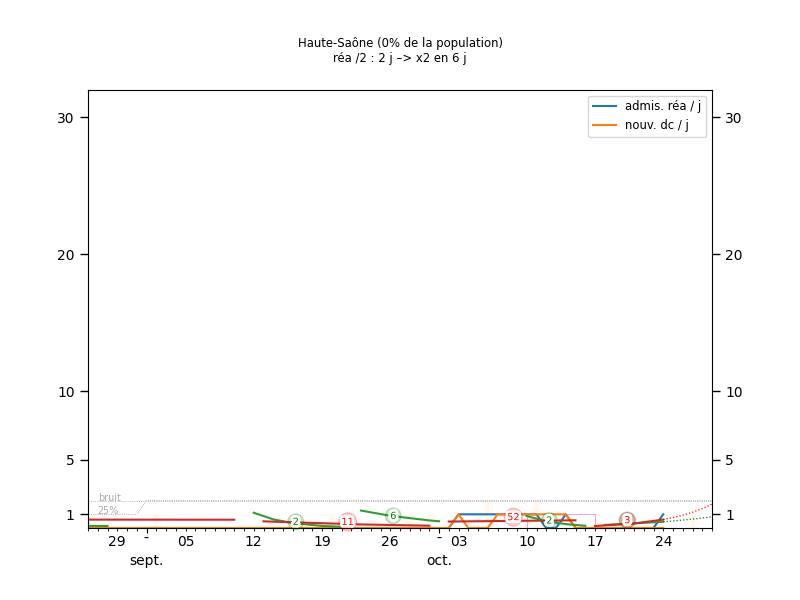 Haute-Saône (0% de la population)
réa /2 : 2 j –> x2 en 6 j
admis. réa / j
nouv. dc / j
30 30
20 20
10 10
5 5
1 1
bruit
25%
2 11 6 52 2 3
29 - 05 12 19 26 - 03 10 17 24
sept. oct.